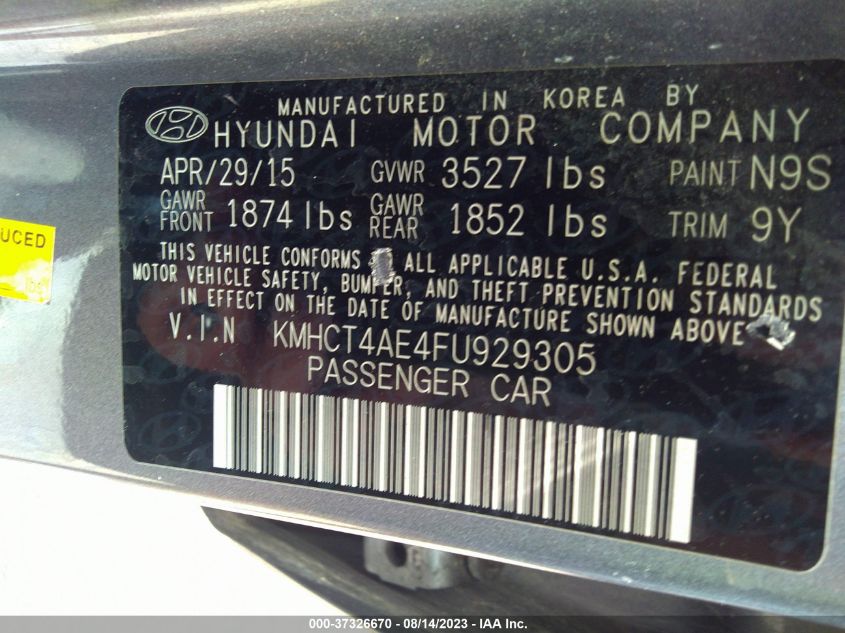 MANUFACTURED IN KOREA BY
HYUNDAI MOTOR COMPANY
APR/29/15 GVWR 3527 lbs PAINT N9S
GAWR FRONT 1874 lbs GAWR REAR 1852 lbs TRIM 9Y
THIS VEHICLE CONFORMS ALL APPLICABLE U.S.A. FEDERAL
MOTOR VEHICLE SAFETY, BUMPER, AND THEFT PREVENTION STANDARDS
IN EFFECT ON THE DATE OF MANUFACTURE SHOWN ABOVE
V.I.N KMHCT4AE4FU929305
PASSENGER CAR
UCED
000-37326670 - 08/14/2023 - IAA Inc.